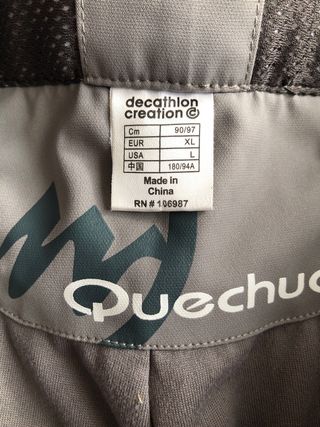 decathlon
creation ©
Cm 90/97
EUR XL
USA L
中国 180/94A
Made in
China
RN # 106987
Quechua